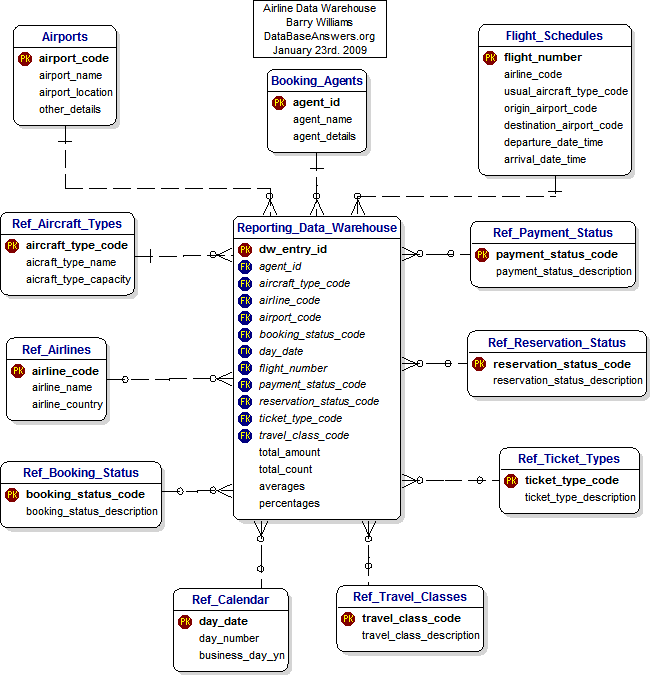 Airline Data Warehouse
Barry Williams
DataBaseAnswers.org
January 23rd. 2009
Airports
Pk airport_code
airport_name
airport_location
other_details
Booking_Agents
Pk agent_id
agent_name
agent_details
Flight_Schedules
Pk flight_number
airline_code
usual_aircraft_type_code
origin_airport_code
destination_airport_code
departure_date_time
arrival_date_time
Ref_Aircraft_Types
Pk aircraft_type_code
aicraft_type_name
aicraft_type_capacity
Reporting_Data_Warehouse
Pk dw_entry_id
Fk agent_id
Fk aircraft_type_code
Fk airline_code
Fk airport_code
Fk booking_status_code
Fk day_date
Fk flight_number
Fk payment_status_code
Fk reservation_status_code
Fk ticket_type_code
Fk travel_class_code
total_amount
total_count
averages
percentages
Ref_Payment_Status
Pk payment_status_code
payment_status_description
Ref_Airlines
Pk airline_code
airline_name
airline_country
Ref_Reservation_Status
Pk reservation_status_code
reservation_status_description
Ref_Booking_Status
Pk booking_status_code
booking_status_description
Ref_Ticket_Types
Pk ticket_type_code
ticket_type_description
Ref_Calendar
Pk day_date
day_number
business_day_yn
Ref_Travel_Classes
Pk travel_class_code
travel_class_description